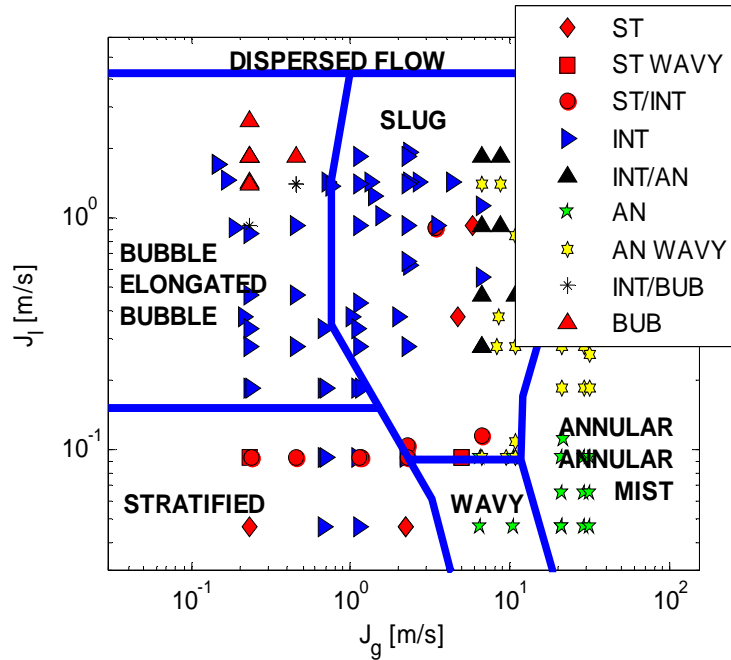 DISPERSED FLOW
SLUG
BUBBLE
ELONGATED
BUBBLE
STRATIFIED
WAVY
ANNULAR
ANNULAR
MIST
ST
ST WAVY
ST/INT
INT
INT/AN
AN
AN WAVY
INT/BUB
BUB
10^0
10^-1
J_l [m/s]
10^-1
10^0
10^1
10^2
J_g [m/s]